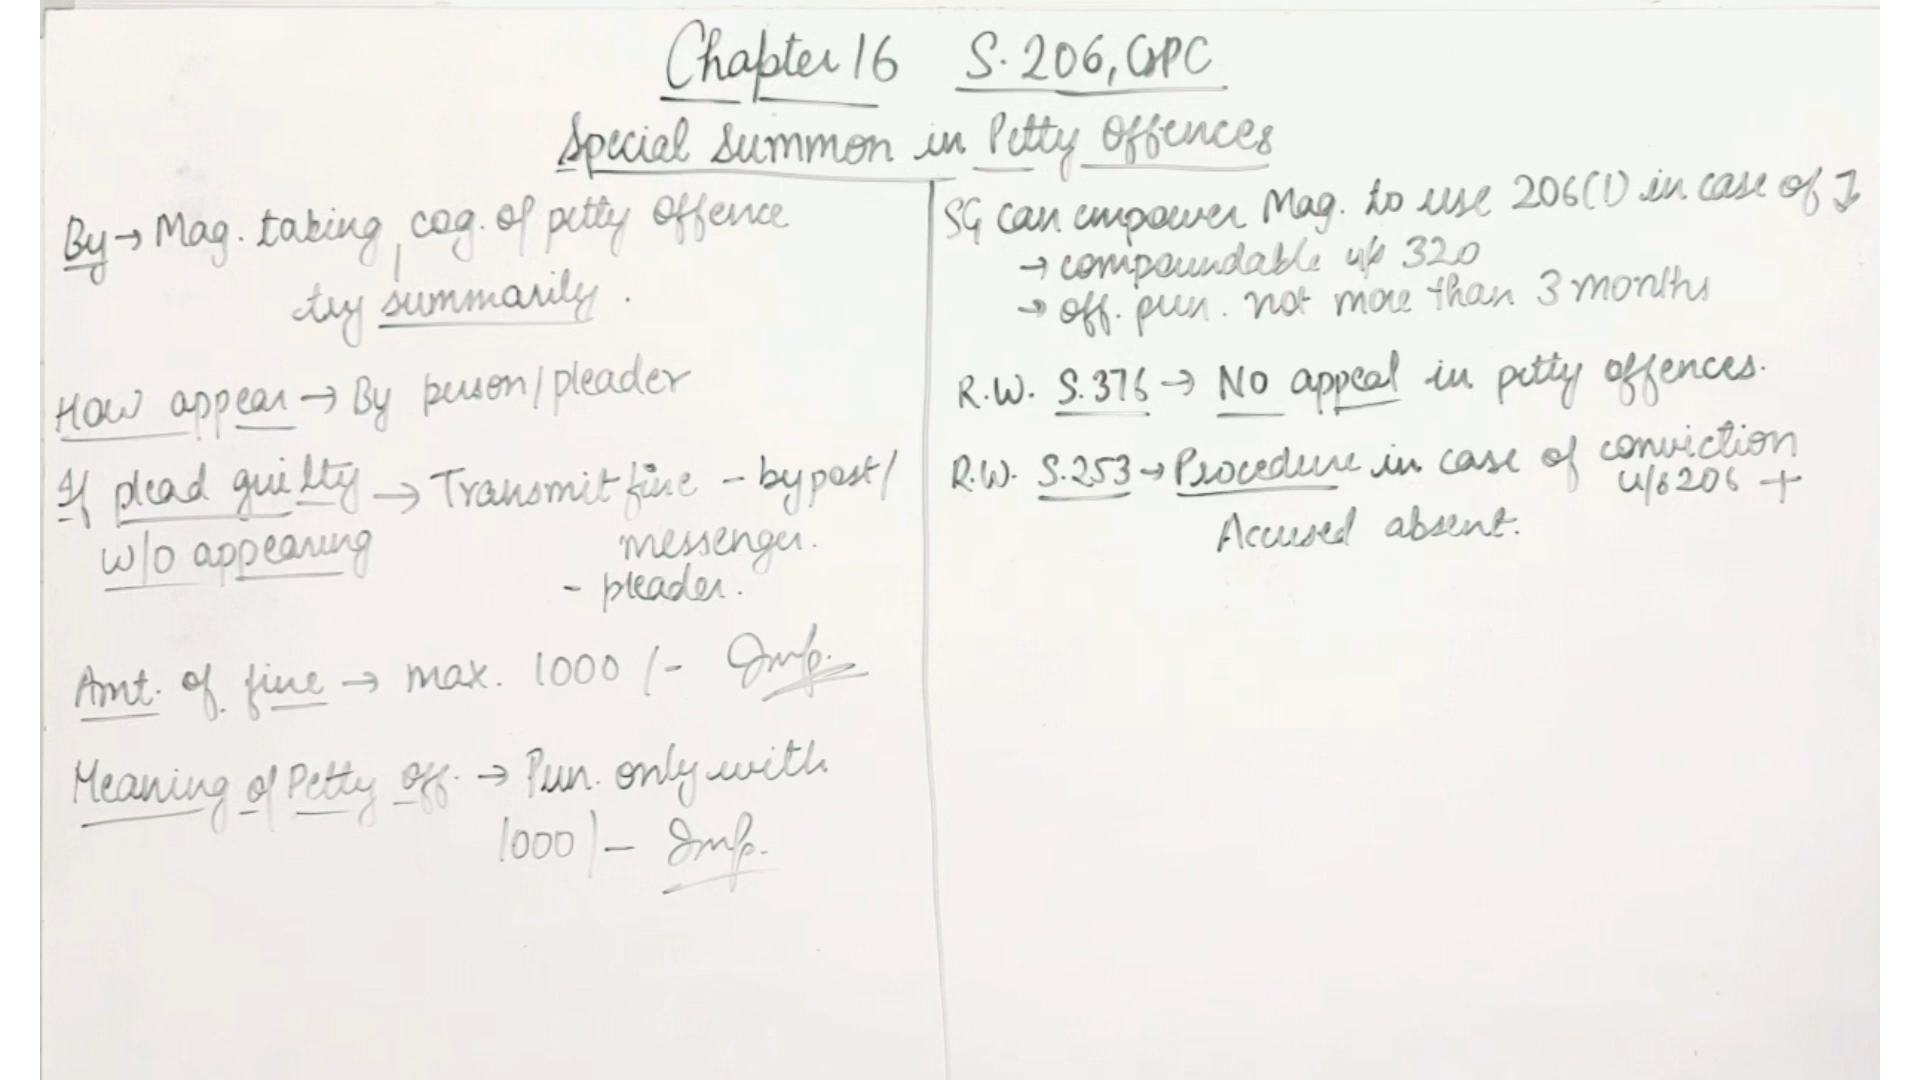 Chapter 16 S. 206, CrPC
Special Summon in Petty Offences
By → Mag. taking cog. of petty offence
try summarily.
How appear → By person/pleader
If plead guilty → Transmit fine - by post/
w/o appearing messenger.
- pleader.
Amt. of fine → max. 1000/- Imp.
Meaning of Petty off. → Pun. only with
1000/- Imp.
SG can empower Mag. to use 206(1) in case of ↴
→ compoundable u/s 320
→ off. pun. not more than 3 months
R.W. S.376 → No appeal in petty offences.
R.W. S.253 → Procedure in case of conviction
u/s 206 +
Accused absent.